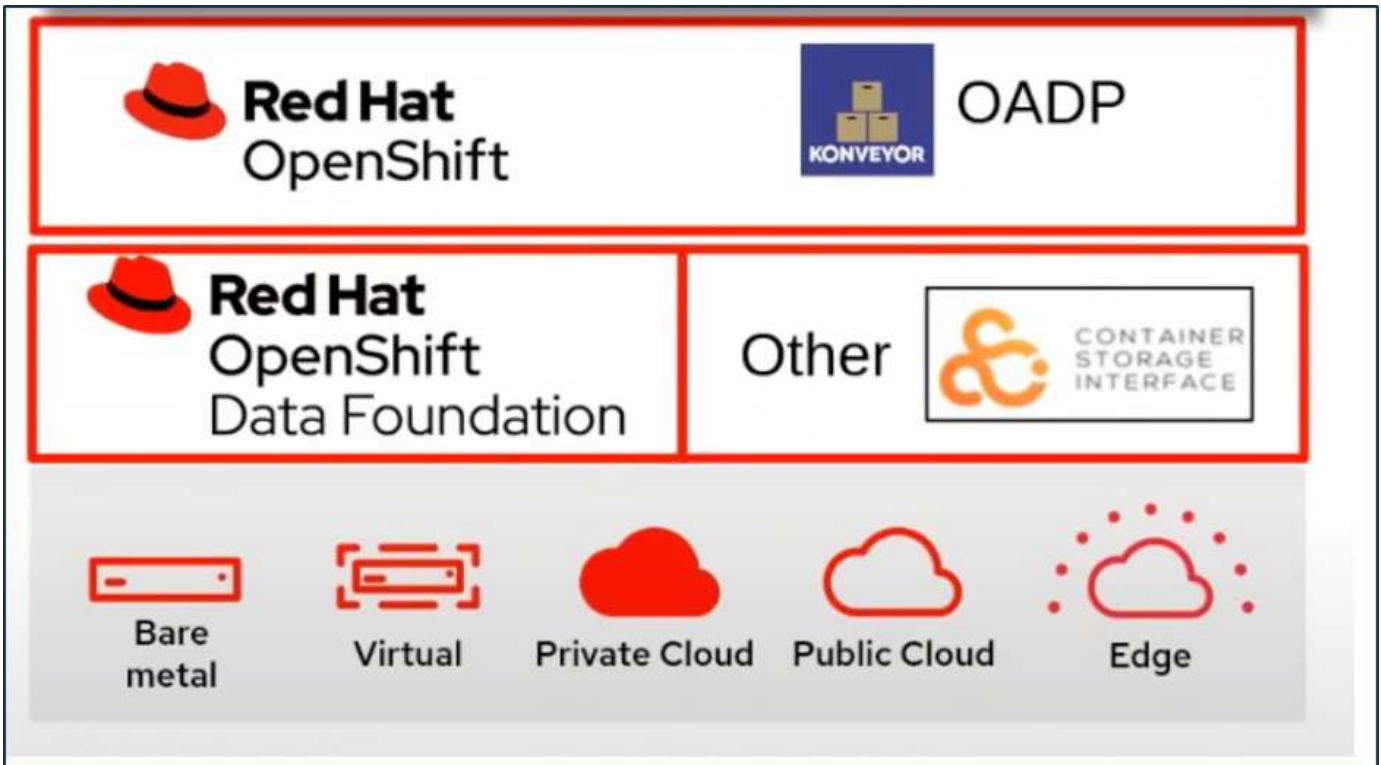 Red Hat
OpenShift
KONVEYOR
OADP
Red Hat
OpenShift
Data Foundation
Other
CONTAINER
STORAGE
INTERFACE
Bare
metal
Virtual
Private Cloud
Public Cloud
Edge